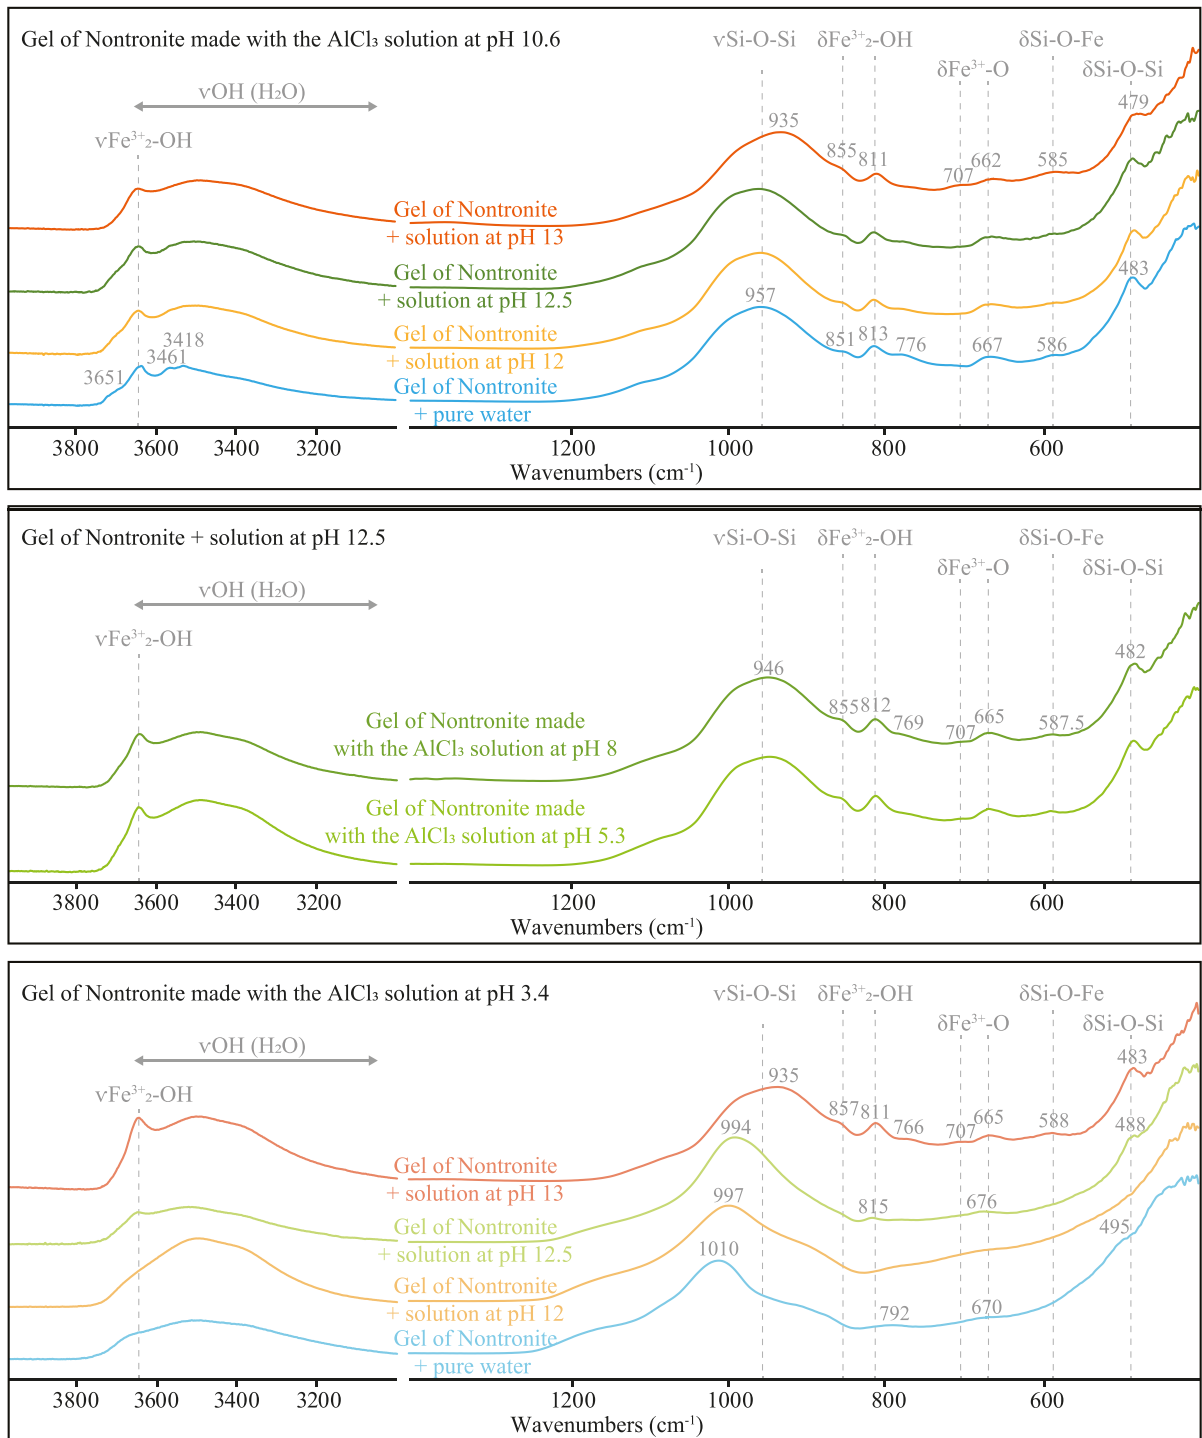 Gel of Nontronite made with the AlCl₃ solution at pH 10.6
νSi-O-Si δFe³⁺₂-OH δSi-O-Fe
δFe³⁺-O δSi-O-Si
νOH (H₂O)
νFe³⁺₂-OH
935 855 811 707 662 585 479
Gel of Nontronite
+ solution at pH 13
Gel of Nontronite
+ solution at pH 12.5
957 851 813 776 667 586 483
Gel of Nontronite
+ solution at pH 12
3651 3461 3418
Gel of Nontronite
+ pure water
3800 3600 3400 3200 1200 1000 800 600
Wavenumbers (cm⁻¹)
Gel of Nontronite + solution at pH 12.5
νSi-O-Si δFe³⁺₂-OH δSi-O-Fe
δFe³⁺-O δSi-O-Si
νOH (H₂O)
νFe³⁺₂-OH
946 855 812 769 707 665 587.5 482
Gel of Nontronite made
with the AlCl₃ solution at pH 8
Gel of Nontronite made
with the AlCl₃ solution at pH 5.3
3800 3600 3400 3200 1200 1000 800 600
Wavenumbers (cm⁻¹)
Gel of Nontronite made with the AlCl₃ solution at pH 3.4
νSi-O-Si δFe³⁺₂-OH δSi-O-Fe
δFe³⁺-O δSi-O-Si
νOH (H₂O)
νFe³⁺₂-OH
935 857 811 766 707 665 588 483
Gel of Nontronite
+ solution at pH 13
994 815 676 488
Gel of Nontronite
+ solution at pH 12.5
997
Gel of Nontronite
+ solution at pH 12
1010 792 670 495
Gel of Nontronite
+ pure water
3800 3600 3400 3200 1200 1000 800 600
Wavenumbers (cm⁻¹)